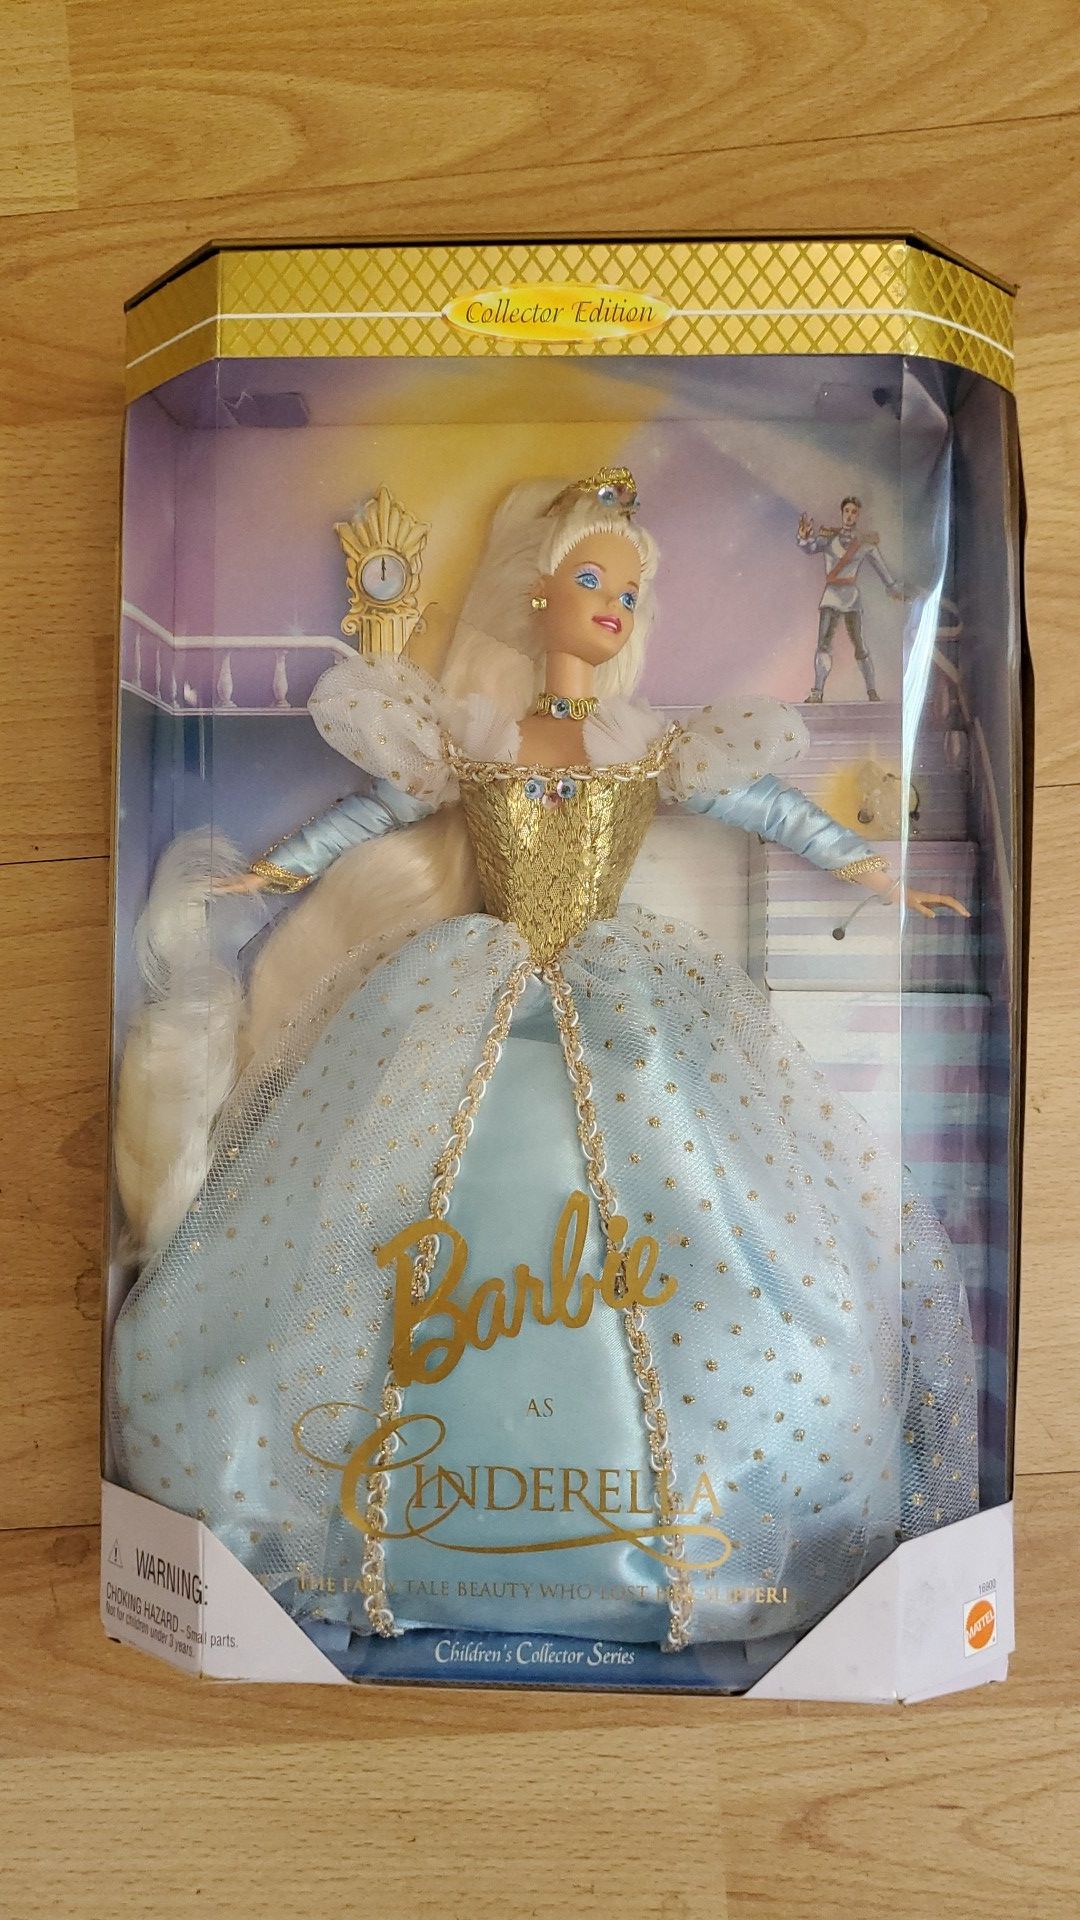 Collector Edition
Barbie
AS
CINDERELLA
THE FAIRY TALE BEAUTY WHO LOST HER SLIPPER!
Children's Collector Series
WARNING:
CHOKING HAZARD - Small parts.
Not for children under 3 years.
16900
MATTEL